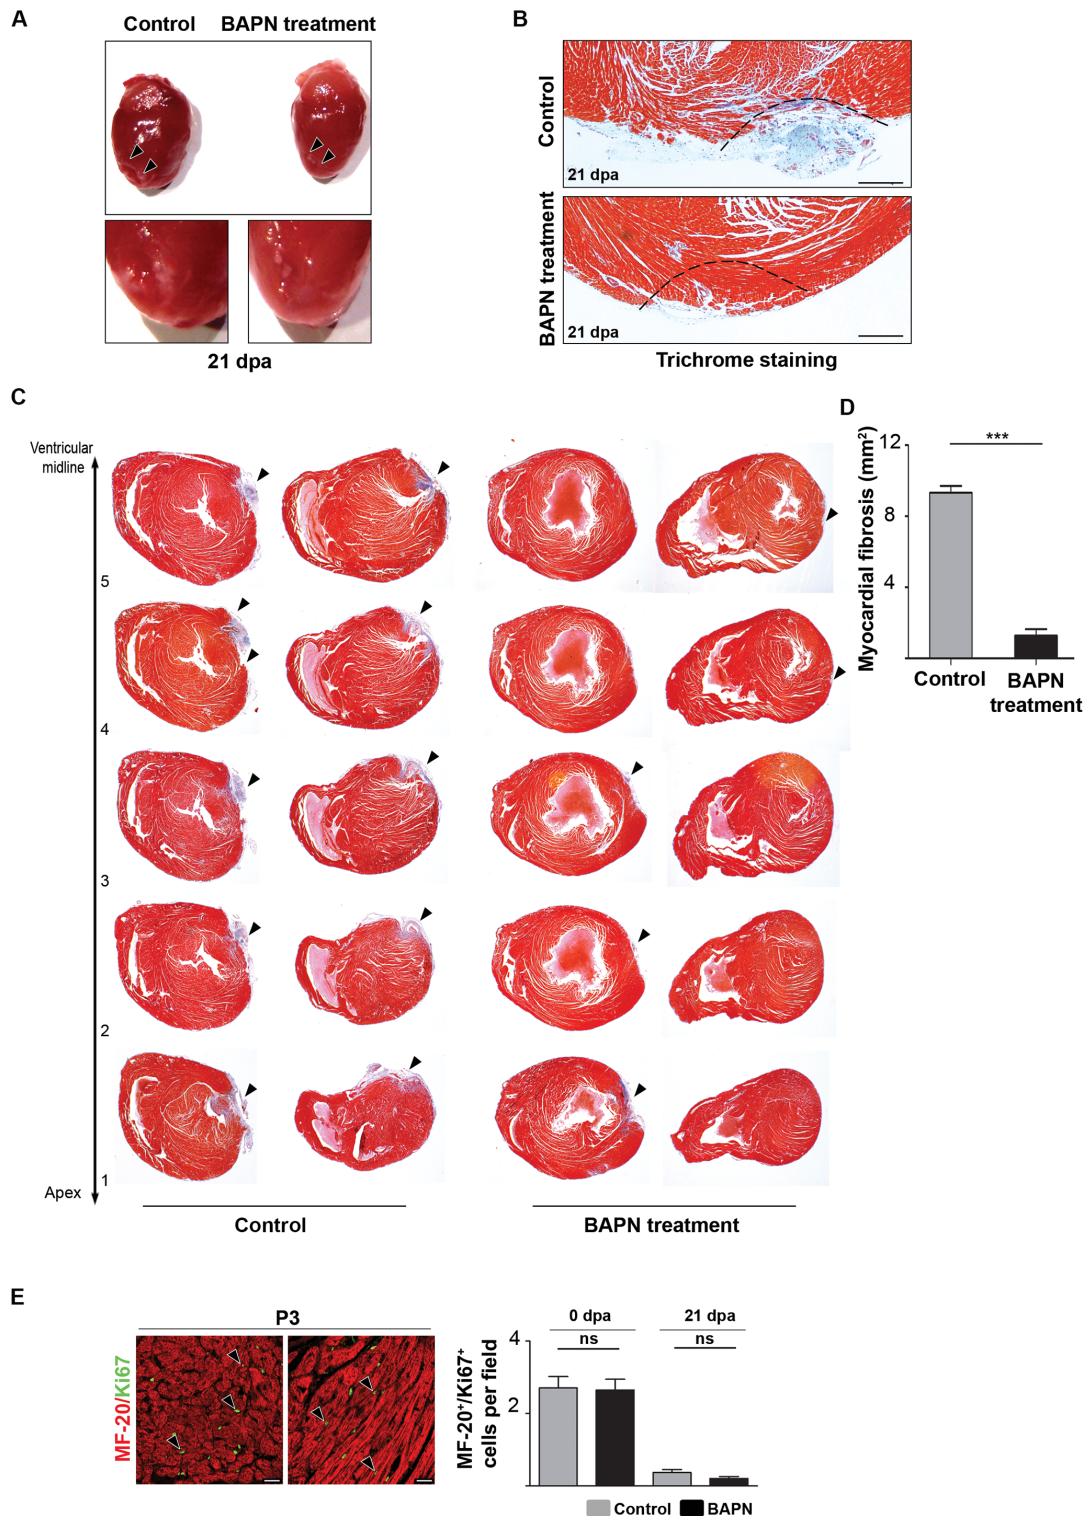 A
Control BAPN treatment
21 dpa
B
Control
21 dpa
BAPN treatment
21 dpa
Trichrome staining
C
Ventricular
midline
5
4
3
2
1
Apex
Control BAPN treatment
D
Myocardial fibrosis (mm²)
12
8
4
***
Control BAPN
treatment
E
P3
MF-20/Ki67
MF-20⁺/Ki67⁺
cells per field
4
2
0 dpa 21 dpa
ns ns
Control BAPN